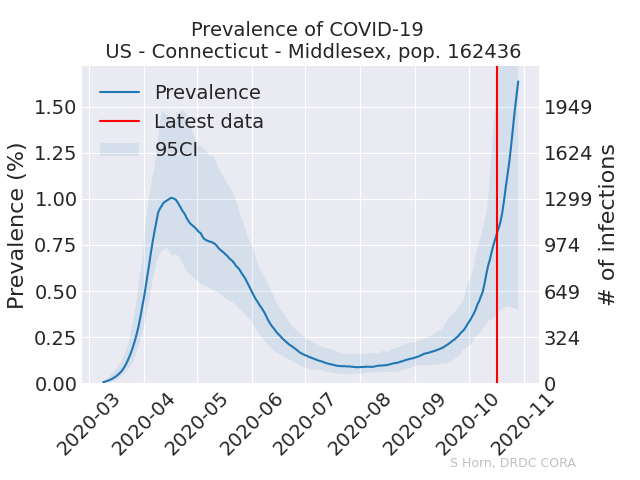 Prevalence of COVID-19
US - Connecticut - Middlesex, pop. 162436
Prevalence
Latest data
95CI
Prevalence (%)
1.50
1.25
1.00
0.75
0.50
0.25
0.00
1949
1624
1299
974
649
324
0
# of infections
2020-03
2020-04
2020-05
2020-06
2020-07
2020-08
2020-09
2020-10
2020-11
S Horn, DRDC CORA